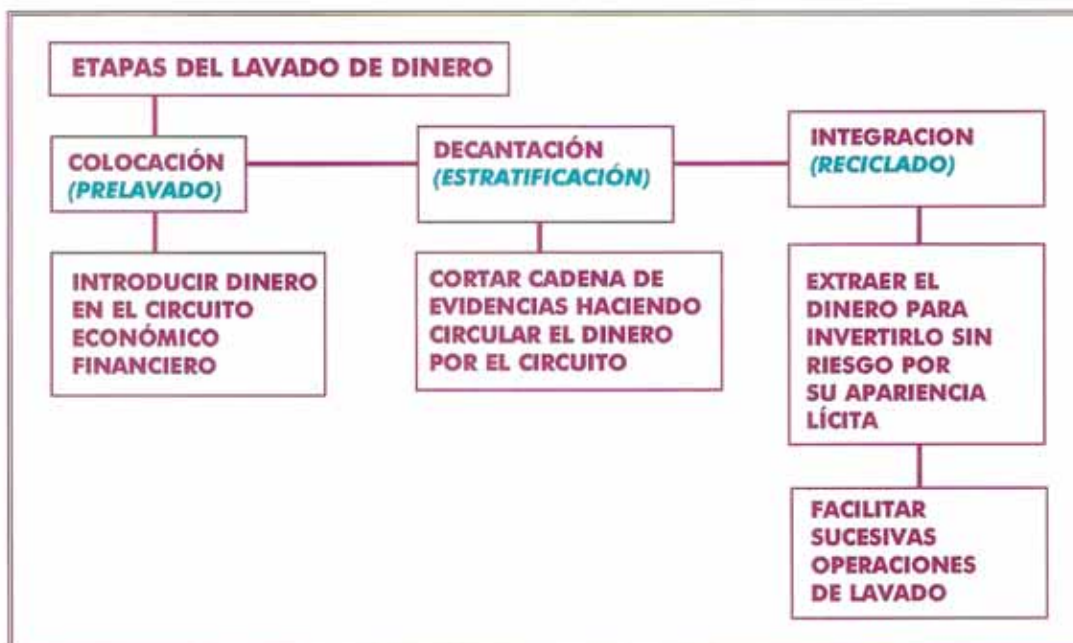 ETAPAS DEL LAVADO DE DINERO
COLOCACIÓN
(PRELAVADO)
DECANTACIÓN
(ESTRATIFICACIÓN)
INTEGRACION
(RECICLADO)
INTRODUCIR DINERO
EN EL CIRCUITO
ECONÓMICO
FINANCIERO
CORTAR CADENA DE
EVIDENCIAS HACIENDO
CIRCULAR EL DINERO
POR EL CIRCUITO
EXTRAER EL
DINERO PARA
INVERTIRLO SIN
RIESGO POR
SU APARIENCIA
LÍCITA
FACILITAR
SUCESIVAS
OPERACIONES
DE LAVADO